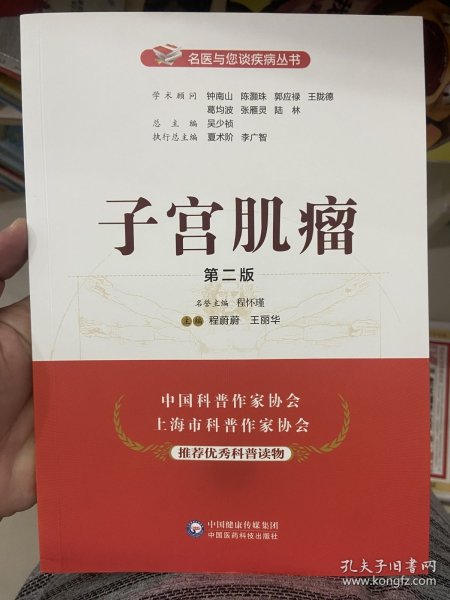 名医与您谈疾病丛书
学术顾问 钟南山 陈灏珠 郭应禄 王陇德
葛均波 张雁灵 陆林
总主编 吴少祯
执行总主编 夏术阶 李广智
子宫肌瘤
第二版
名誉主编 程怀瑾
主编 程蔚蔚 王丽华
中国科普作家协会
上海市科普作家协会
推荐优秀科普读物
中国健康传媒集团
中国医药科技出版社
孔夫子旧书网
www.kongfz.com